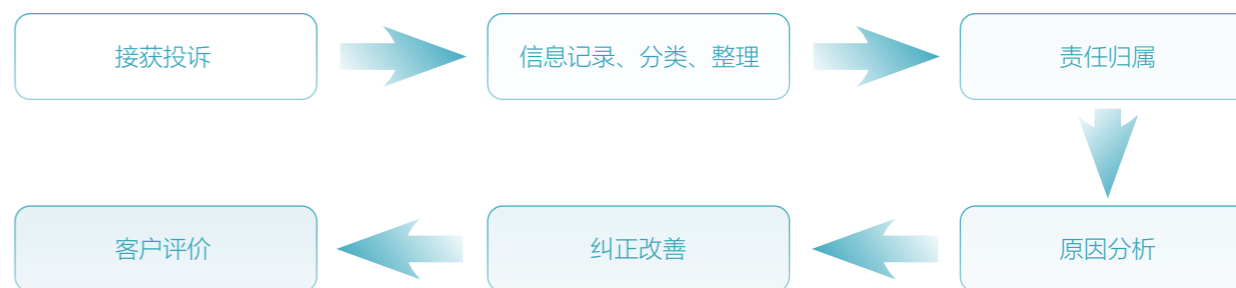 接获投诉
信息记录、分类、整理
责任归属
原因分析
纠正改善
客户评价